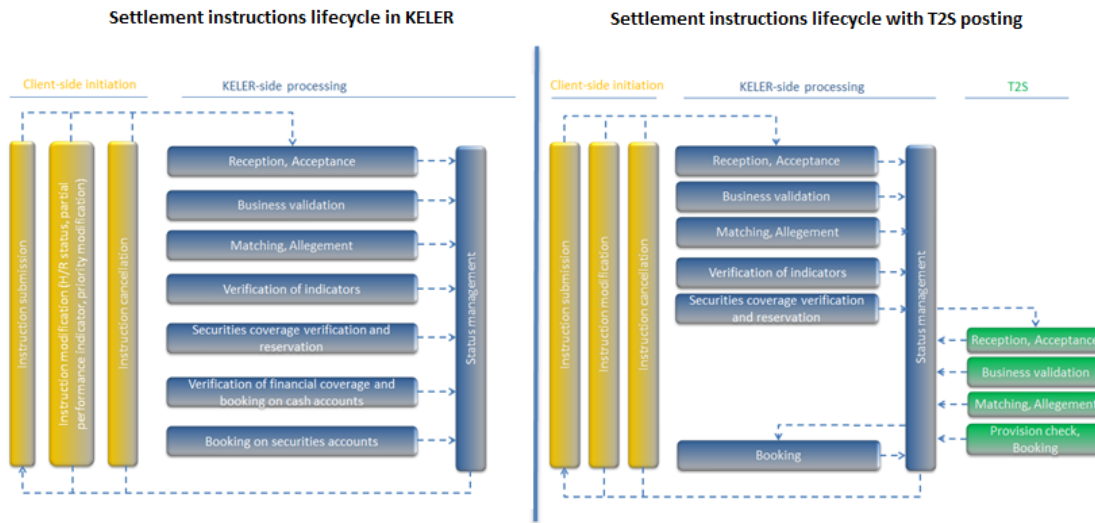 Settlement instructions lifecycle in KELER
Client-side initiation
KELER-side processing
Instruction submission
Instruction modification (H/R status, partial
performance indicator, priority modification)
Instruction cancellation
Reception, Acceptance
Business validation
Matching, Allegement
Verification of indicators
Securities coverage verification and
reservation
Verification of financial coverage and
booking on cash accounts
Booking on securities accounts
Status management
Settlement instructions lifecycle with T2S posting
Client-side initiation
KELER-side processing
T2S
Instruction submission
Instruction modification
Instruction cancellation
Reception, Acceptance
Business validation
Matching, Allegement
Verification of indicators
Securities coverage verification
and reservation
Booking
Status management
Reception, Acceptance
Business validation
Matching, Allegement
Provision check,
Booking